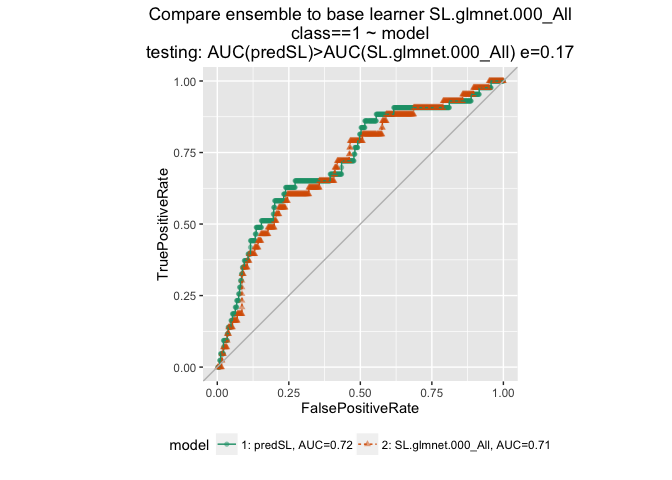 Compare ensemble to base learner SL.glmnet.000_All
class==1 ~ model
testing: AUC(predSL)>AUC(SL.glmnet.000_All) e=0.17
1.00
0.75
0.50
0.25
0.00
TruePositiveRate
0.00 0.25 0.50 0.75 1.00
FalsePositiveRate
model 1: predSL, AUC=0.72 2: SL.glmnet.000_All, AUC=0.71